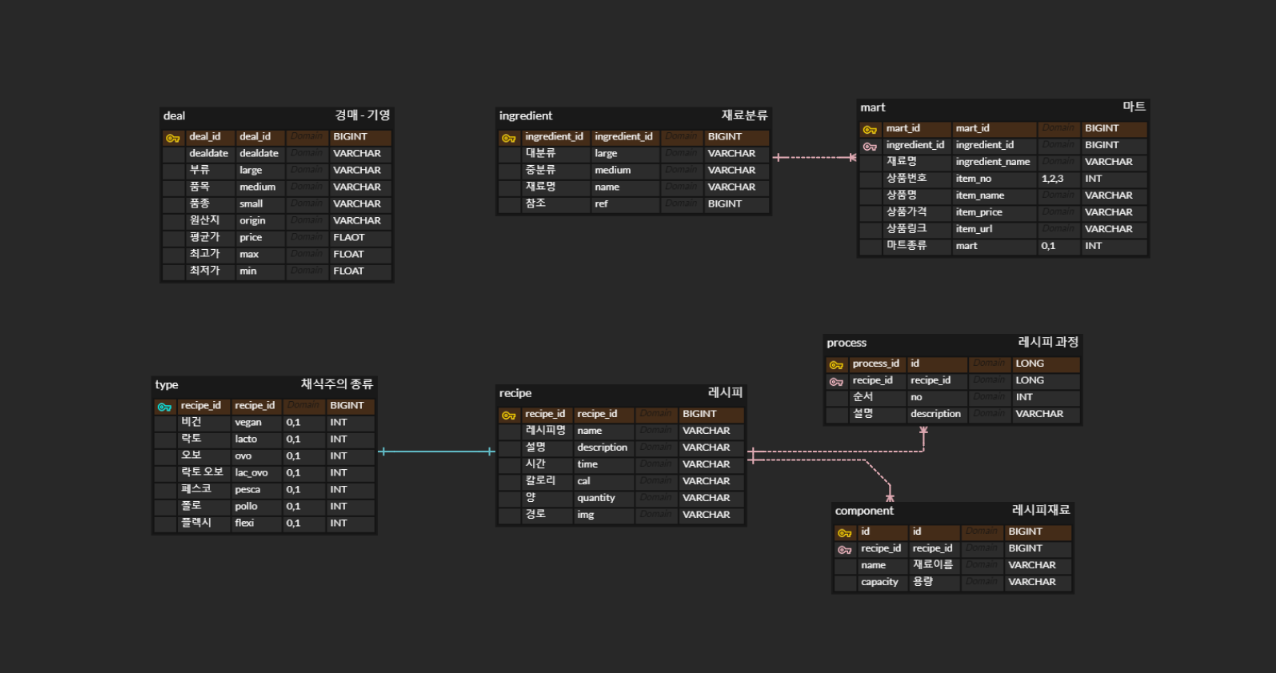 deal 경매 - 기영
deal_id deal_id Domain BIGINT
dealdate dealdate Domain VARCHAR
부류 large Domain VARCHAR
품목 medium Domain VARCHAR
품종 small Domain VARCHAR
원산지 origin Domain VARCHAR
평균가 price Domain FLAOT
최고가 max Domain FLOAT
최저가 min Domain FLOAT
ingredient 재료분류
ingredient_id ingredient_id Domain BIGINT
대분류 large Domain VARCHAR
중분류 medium Domain VARCHAR
재료명 name Domain VARCHAR
참조 ref Domain BIGINT
mart 마트
mart_id mart_id Domain BIGINT
ingredient_id ingredient_id Domain BIGINT
재료명 ingredient_name Domain VARCHAR
상품번호 item_no 1,2,3 INT
상품명 item_name Domain VARCHAR
상품가격 item_price Domain VARCHAR
상품링크 item_url Domain VARCHAR
마트종류 mart 0,1 INT
type 채식주의 종류
recipe_id recipe_id Domain BIGINT
비건 vegan 0,1 INT
락토 lacto 0,1 INT
오보 ovo 0,1 INT
락토 오보 lac_ovo 0,1 INT
페스코 pesca 0,1 INT
폴로 pollo 0,1 INT
플렉시 flexi 0,1 INT
recipe 레시피
recipe_id recipe_id Domain BIGINT
레시피명 name Domain VARCHAR
설명 description Domain VARCHAR
시간 time Domain VARCHAR
칼로리 cal Domain VARCHAR
양 quantity Domain VARCHAR
경로 img Domain VARCHAR
process 레시피 과정
process_id id Domain LONG
recipe_id recipe_id Domain LONG
순서 no Domain INT
설명 description Domain VARCHAR
component 레시피재료
id id Domain BIGINT
recipe_id recipe_id Domain BIGINT
name 재료이름 Domain VARCHAR
capacity 용량 Domain VARCHAR